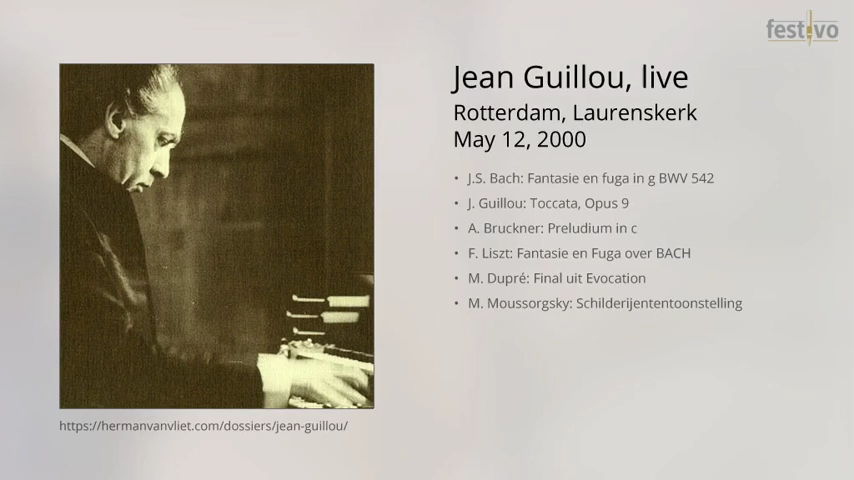 festivo
Jean Guillou, live
Rotterdam, Laurenskerk
May 12, 2000
• J.S. Bach: Fantasie en fuga in g BWV 542
• J. Guillou: Toccata, Opus 9
• A. Bruckner: Preludium in c
• F. Liszt: Fantasie en Fuga over BACH
• M. Dupré: Final uit Evocation
• M. Moussorgsky: Schilderijententoonstelling
https://hermanvanvliet.com/dossiers/jean-guillou/